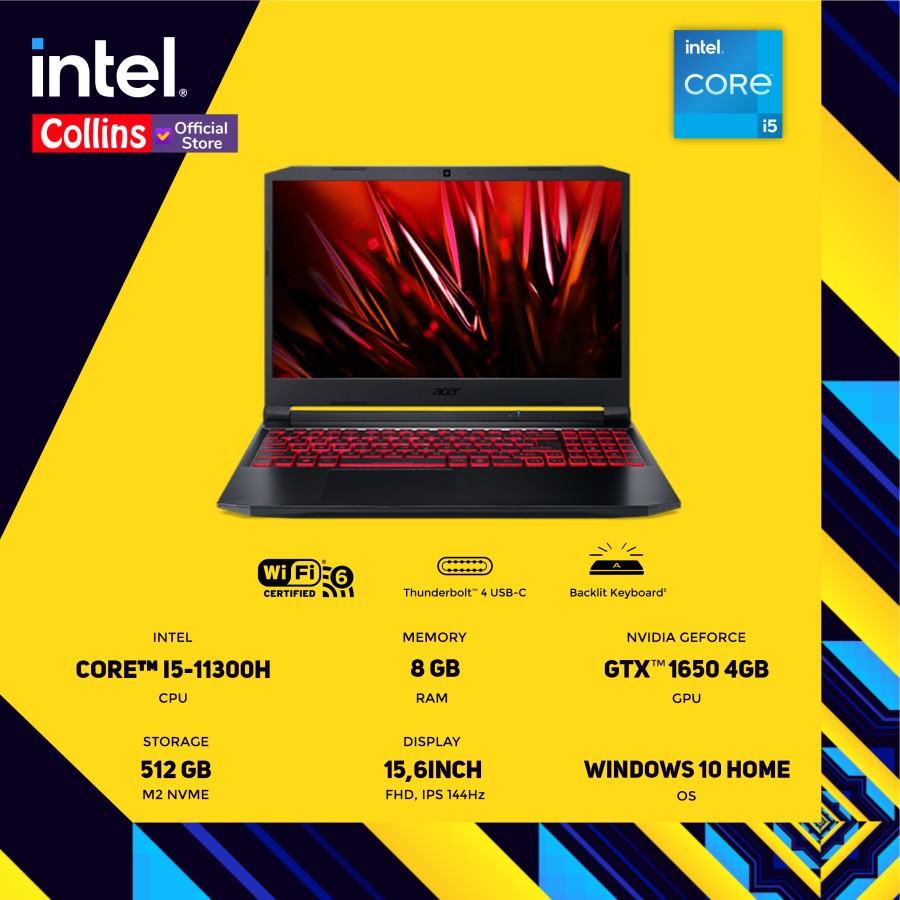 intel®
Collins Official Store
intel®
CORE™
i5
acer
Wi Fi® 6
CERTIFIED
Thunderbolt™ 4 USB-C
A
Backlit Keyboard⁵
INTEL
CORE™ I5-11300H
CPU
MEMORY
8 GB
RAM
NVIDIA GEFORCE
GTX™ 1650 4GB
GPU
STORAGE
512 GB
M2 NVME
DISPLAY
15,6INCH
FHD, IPS 144Hz
WINDOWS 10 HOME
OS